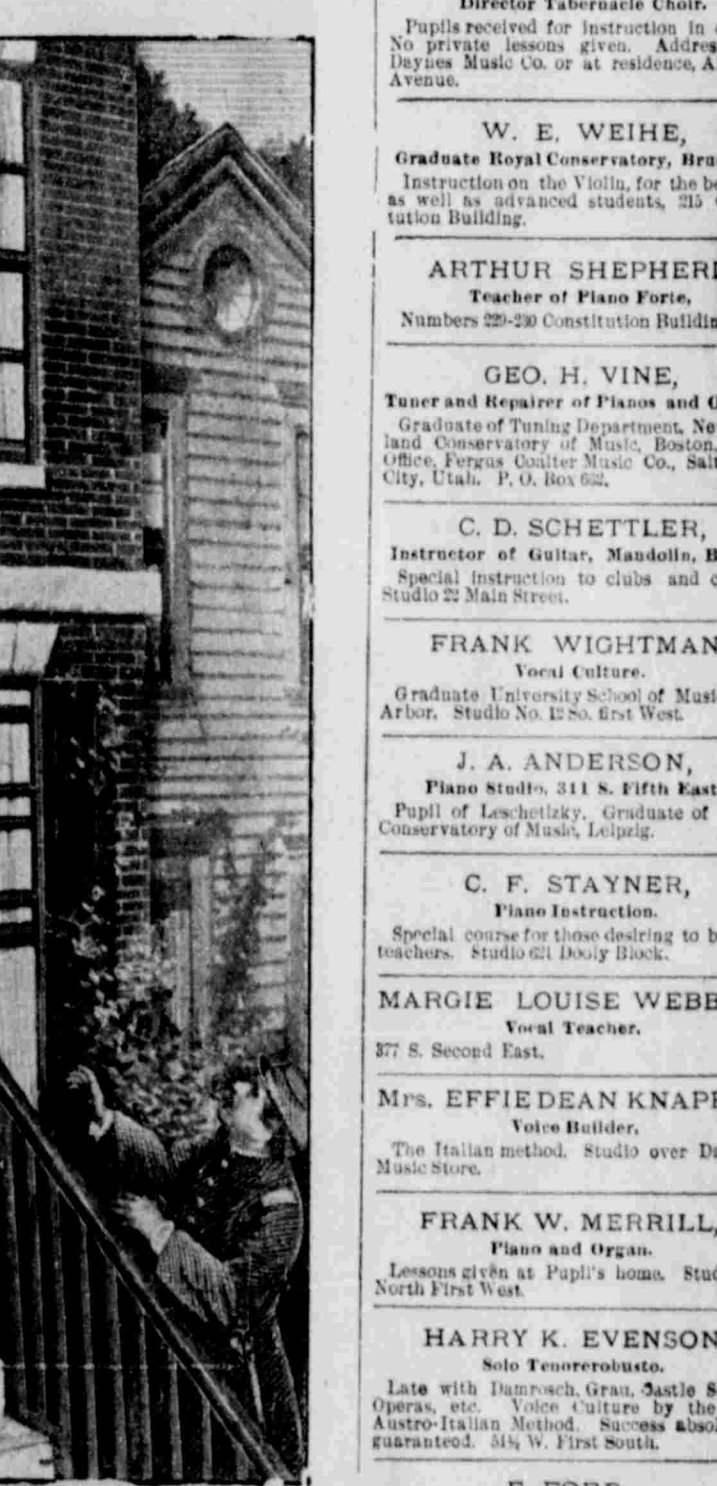 Director Tabernacle Choir.
Pupils received for instruction in
No private lessons given. Addres
Daynes Music Co. or at residence, A
Avenue.
W. E. WEIHE,
Graduate Royal Conservatory, Bru
Instruction on the Violin, for the be
as well as advanced students, 215
tution Building.
ARTHUR SHEPHERD
Teacher of Piano Forte,
Numbers 229-230 Constitution Buildin
GEO. H. VINE,
Tuner and Repairer of Pianos and O
Graduate of Tuning Department, Ne
land Conservatory of Music, Boston.
Office, Fergus Coalter Music Co., Salt
City, Utah. P. O. Box
C. D. SCHETTLER,
Instructor of Guitar, Mandolin, B
Special instruction to clubs and c
Studio 22 Main Street.
FRANK WIGHTMAN
Vocal Culture.
Graduate University School of Musi
Arbor. Studio No. So. first West.
J. A. ANDERSON,
Piano Studio, 311 S. Fifth East
Pupil of Leschetizky. Graduate of
Conservatory of Music, Leipzig.
C. F. STAYNER,
Piano Instruction.
Special course for those desiring to b
teachers. Studio 621 Dooly Block.
MARGIE LOUISE WEBB
Vocal Teacher,
377 S. Second East.
Mrs. EFFIE DEAN KNAPP
Voice Builder,
The Italian method. Studio over Da
Music Store.
FRANK W. MERRILL,
Piano and Organ.
Lessons given at Pupil's home. Stud
North First West.
HARRY K. EVENSON
Solo Tenorerobusto.
Late with Damrosch, Grau, Castle S
Operas, etc. Voice Culture by the
Austro-Italian Method. Success absol
guaranteed. 51½ W. First South.